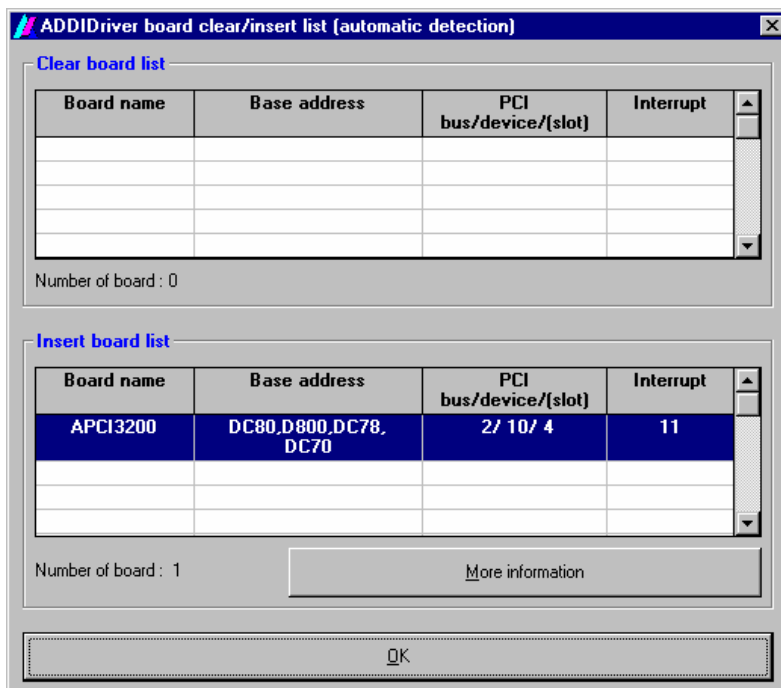 ADDIDriver board clear/insert list (automatic detection)
Clear board list
Board name Base address PCI Interrupt
bus/device/(slot)
Number of board : 0
Insert board list
Board name Base address PCI Interrupt
bus/device/(slot)
APCI3200 DC80,D800,DC78, 2/ 10/ 4 11
DC70
Number of board : 1 More information
OK